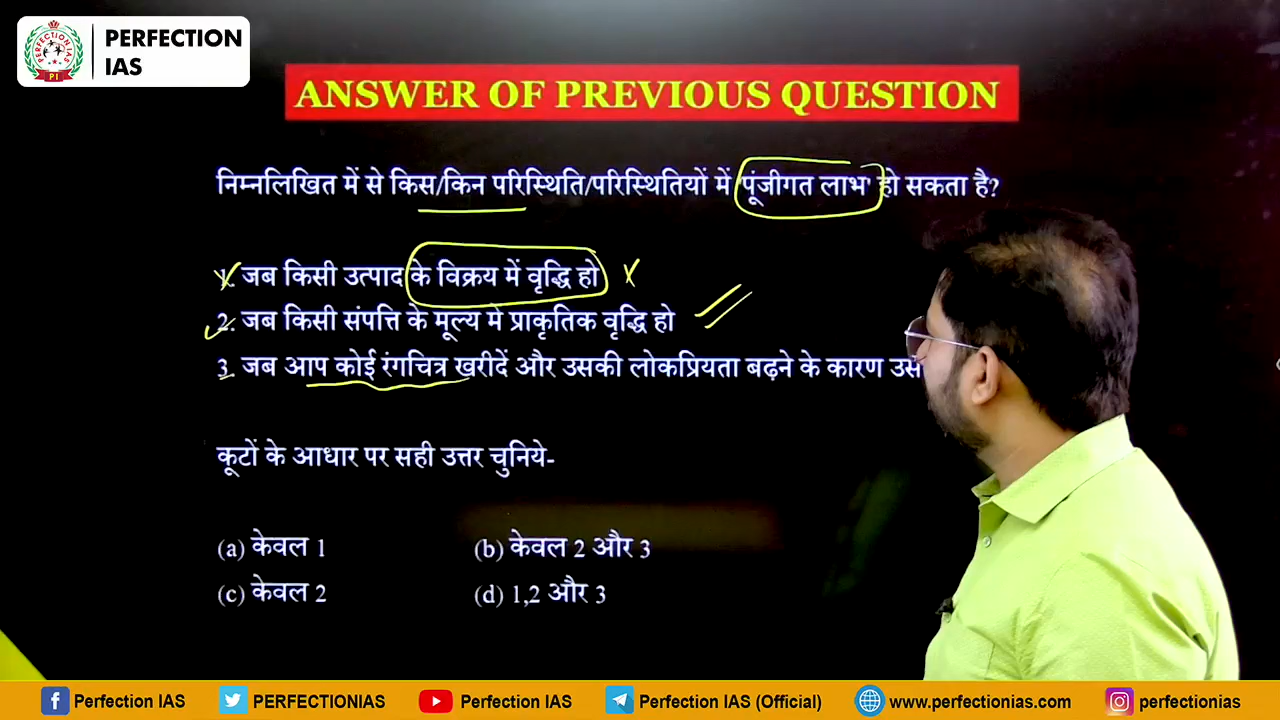 PERFECTION
IAS
PERFECTION IAS
PI
ANSWER OF PREVIOUS QUESTION
निम्नलिखित में से किस/किन परिस्थिति/परिस्थितियों में 'पूंजीगत लाभ' हो सकता है?
1. जब किसी उत्पाद के विक्रय में वृद्धि हो
2. जब किसी संपत्ति के मूल्य मे प्राकृतिक वृद्धि हो
3. जब आप कोई रंगचित्र खरीदें और उसकी लोकप्रियता बढ़ने के कारण
कूटों के आधार पर सही उत्तर चुनिये-
(a) केवल 1 (b) केवल 2 और 3
(c) केवल 2 (d) 1,2 और 3
Perfection IAS PERFECTIONIAS Perfection IAS Perfection IAS (Official) www.perfectionias.com perfectionias